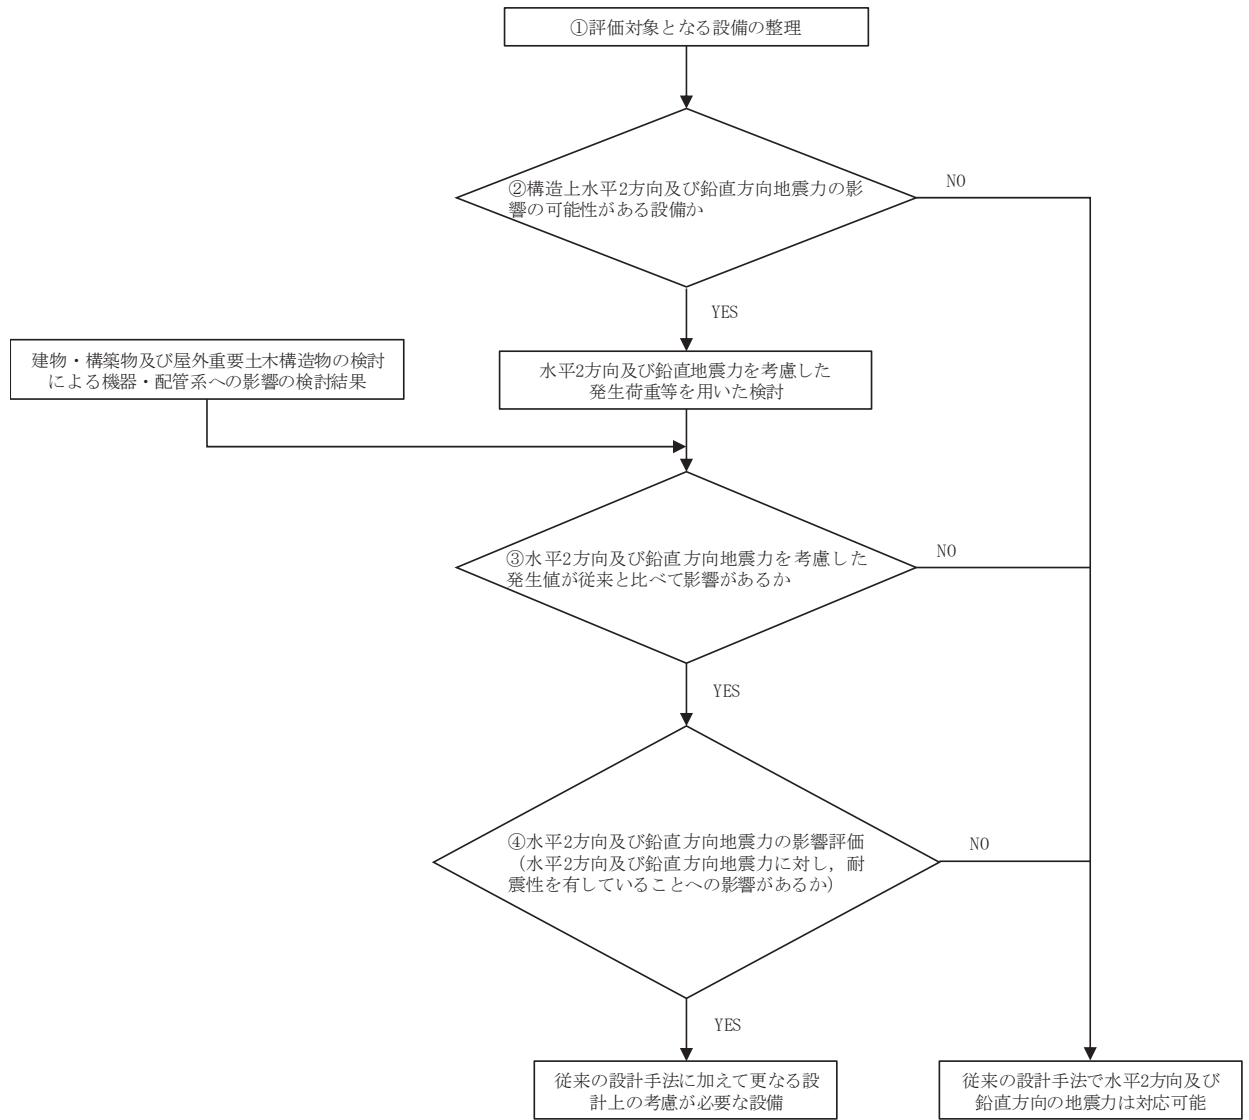 ①評価対象となる設備の整理
②構造上水平2方向及び鉛直方向地震力の影
響の可能性がある設備か
NO
YES
建物・構築物及び屋外重要土木構造物の検討
による機器・配管系への影響の検討結果
水平2方向及び鉛直地震力を考慮した
発生荷重等を用いた検討
③水平2方向及び鉛直方向地震力を考慮した
発生値が従来と比べて影響があるか
NO
YES
④水平2方向及び鉛直方向地震力の影響評価
（水平2方向及び鉛直方向地震力に対し，耐
震性を有していることへの影響があるか）
NO
YES
従来の設計手法に加えて更なる設
計上の考慮が必要な設備
従来の設計手法で水平2方向及び
鉛直方向の地震力は対応可能